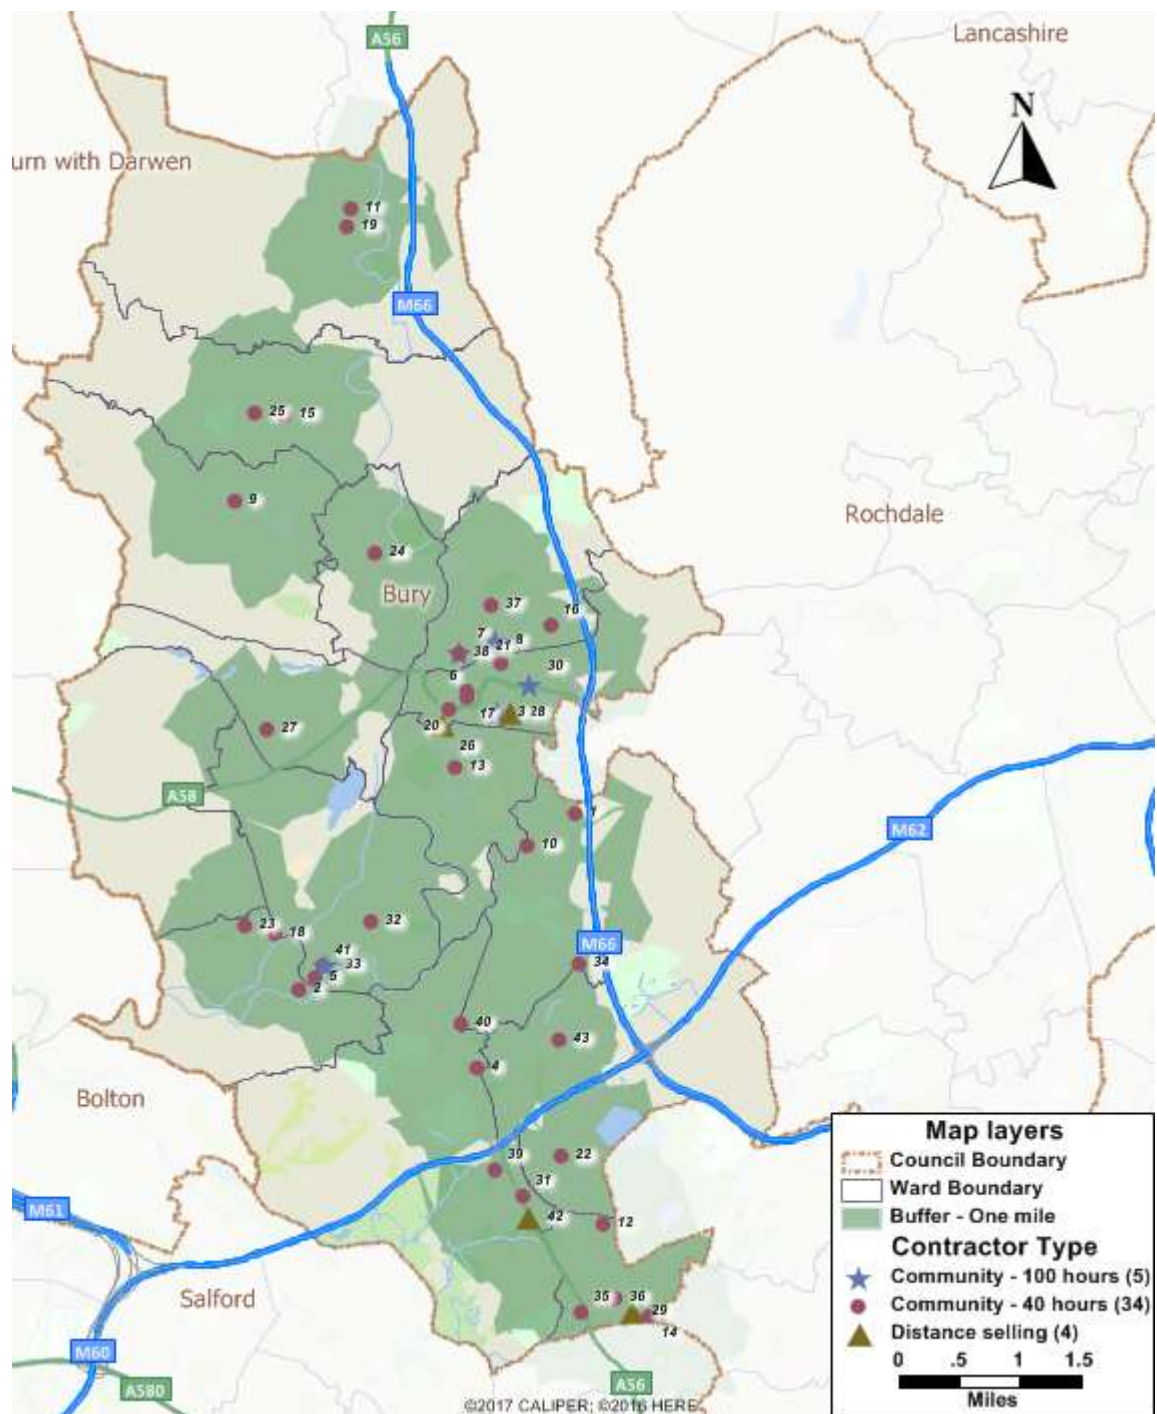 A56
Lancashire
N
urn with Darwen
11
19
M66
25 15
9
Rochdale
24
Bury
37
16
7
8
21
38
30
6
17
3 28
20
27
26
13
A58
1
M62
10
23
32
18
M66
41
33
34
5
2
40
43
4
Bolton
Map layers
Council Boundary
39
22
Ward Boundary
31
M61
Buffer - One mile
42
12
Contractor Type
Community - 100 hours (5)
Salford
35 36
Community - 40 hours (34)
29
14
Distance selling (4)
M60
0 .5 1 1.5
A580
A56
Miles
©2017 CALIPER; ©2016 HERE